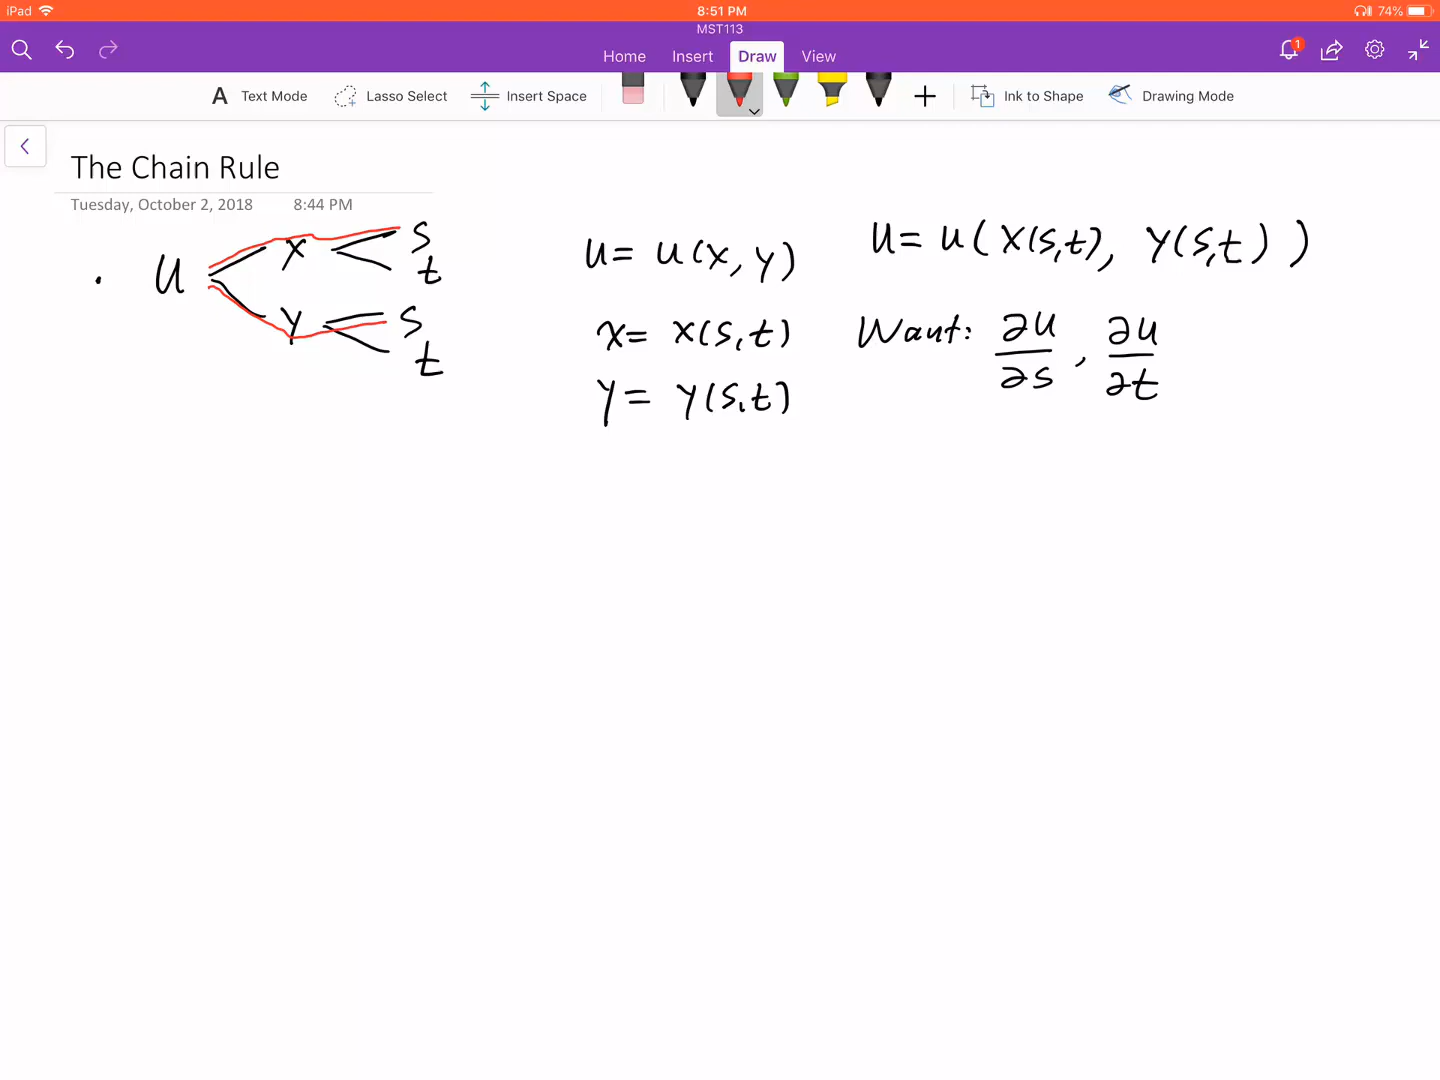 iPad 8:51 PM 74%
MST113
Home Insert Draw View 1
A Text Mode Lasso Select Insert Space Ink to Shape Drawing Mode
The Chain Rule
Tuesday, October 2, 2018 8:44 PM
u x s t
y s t
u = u(x, y)
x = x(s,t)
y = y(s,t)
u = u(x(s,t), y(s,t))
Want: ∂u/∂s, ∂u/∂t